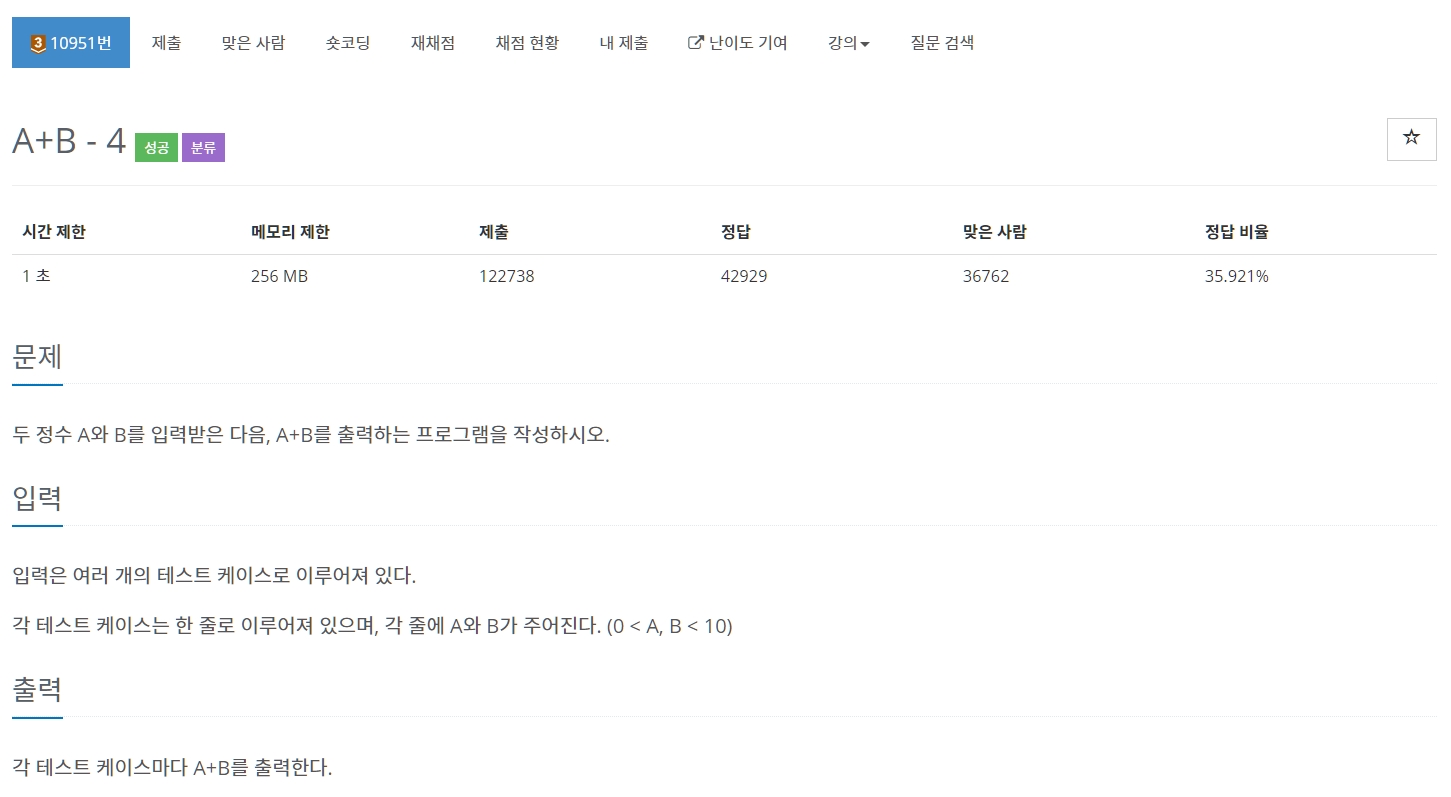 3 10951번 제출 맞은 사람 숏코딩 재채점 채점 현황 내 제출 난이도 기여 강의 질문 검색
A+B - 4 성공 분류
시간 제한 메모리 제한 제출 정답 맞은 사람 정답 비율
1 초 256 MB 122738 42929 36762 35.921%
문제
두 정수 A와 B를 입력받은 다음, A+B를 출력하는 프로그램을 작성하시오.
입력
입력은 여러 개의 테스트 케이스로 이루어져 있다.
각 테스트 케이스는 한 줄로 이루어져 있으며, 각 줄에 A와 B가 주어진다. (0 < A, B < 10)
출력
각 테스트 케이스마다 A+B를 출력한다.